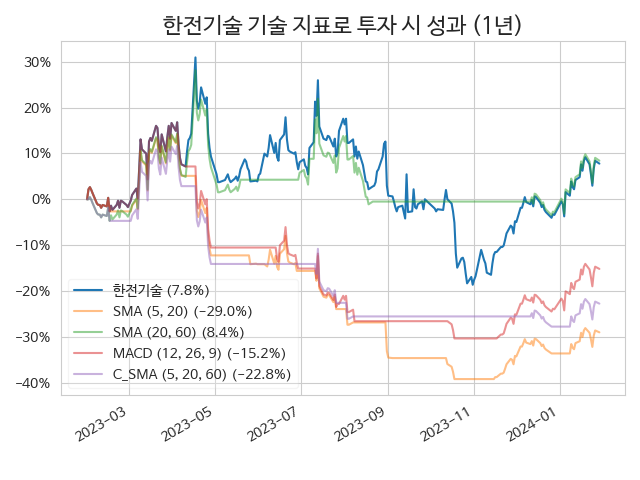 한전기술 기술 지표로 투자 시 성과 (1년)
30%
20%
10%
0%
−10%
−20%
−30%
−40%
한전기술 (7.8%)
SMA (5, 20) (−29.0%)
SMA (20, 60) (8.4%)
MACD (12, 26, 9) (−15.2%)
C_SMA (5, 20, 60) (−22.8%)
2023−03
2023−05
2023−07
2023−09
2023−11
2024−01